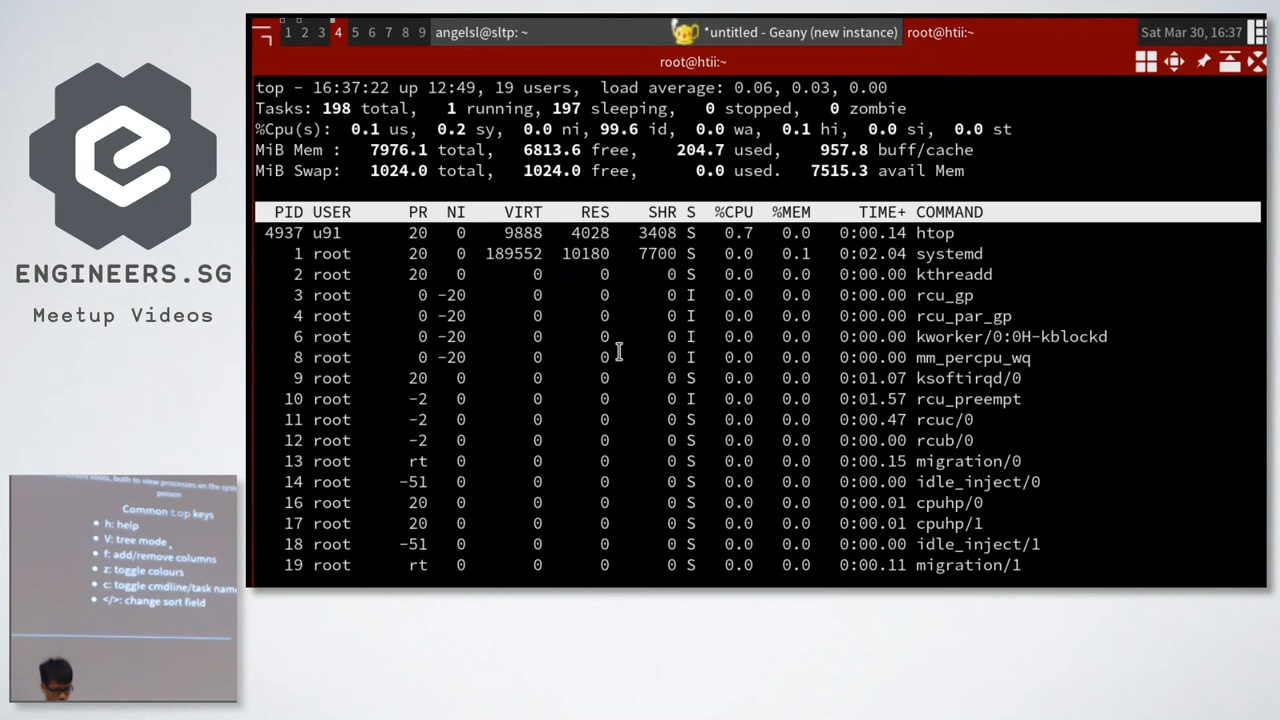 1 2 3 4 5 6 7 8 9 angelsl@sltp: ~ *untitled - Geany (new instance) root@htii:~ Sat Mar 30, 16:37
root@htii:~
top - 16:37:22 up 12:49, 19 users,  load average: 0.06, 0.03, 0.00
Tasks: 198 total,   1 running, 197 sleeping,   0 stopped,   0 zombie
%Cpu(s):  0.1 us,  0.2 sy,  0.0 ni, 99.6 id,  0.0 wa,  0.1 hi,  0.0 si,  0.0 st
MiB Mem :   7976.1 total,   6813.6 free,    204.7 used,    957.8 buff/cache
MiB Swap:   1024.0 total,   1024.0 free,      0.0 used.   7515.3 avail Mem
PID USER PR NI VIRT RES SHR S %CPU %MEM TIME+ COMMAND
4937 u91 20 0 9888 4028 3408 S 0.7 0.0 0:00.14 htop
1 root 20 0 189552 10180 7700 S 0.0 0.1 0:02.04 systemd
2 root 20 0 0 0 0 S 0.0 0.0 0:00.00 kthreadd
3 root 0 -20 0 0 0 I 0.0 0.0 0:00.00 rcu_gp
4 root 0 -20 0 0 0 I 0.0 0.0 0:00.00 rcu_par_gp
6 root 0 -20 0 0 0 I 0.0 0.0 0:00.00 kworker/0:0H-kblockd
8 root 0 -20 0 0 0 I 0.0 0.0 0:00.00 mm_percpu_wq
9 root 20 0 0 0 0 S 0.0 0.0 0:01.07 ksoftirqd/0
10 root -2 0 0 0 0 I 0.0 0.0 0:01.57 rcu_preempt
11 root -2 0 0 0 0 S 0.0 0.0 0:00.47 rcuc/0
12 root -2 0 0 0 0 S 0.0 0.0 0:00.00 rcub/0
13 root rt 0 0 0 0 S 0.0 0.0 0:00.15 migration/0
14 root -51 0 0 0 0 S 0.0 0.0 0:00.00 idle_inject/0
16 root 20 0 0 0 0 S 0.0 0.0 0:00.01 cpuhp/0
17 root 20 0 0 0 0 S 0.0 0.0 0:00.01 cpuhp/1
18 root -51 0 0 0 0 S 0.0 0.0 0:00.00 idle_inject/1
19 root rt 0 0 0 0 S 0.0 0.0 0:00.11 migration/1
ENGINEERS.SG
Meetup Videos
tools, both to view processes on the
poison
Common top keys
h: help
V: tree mode
f: add/remove columns
z: toggle colours
c: toggle cmdline/task name
</>: change sort field